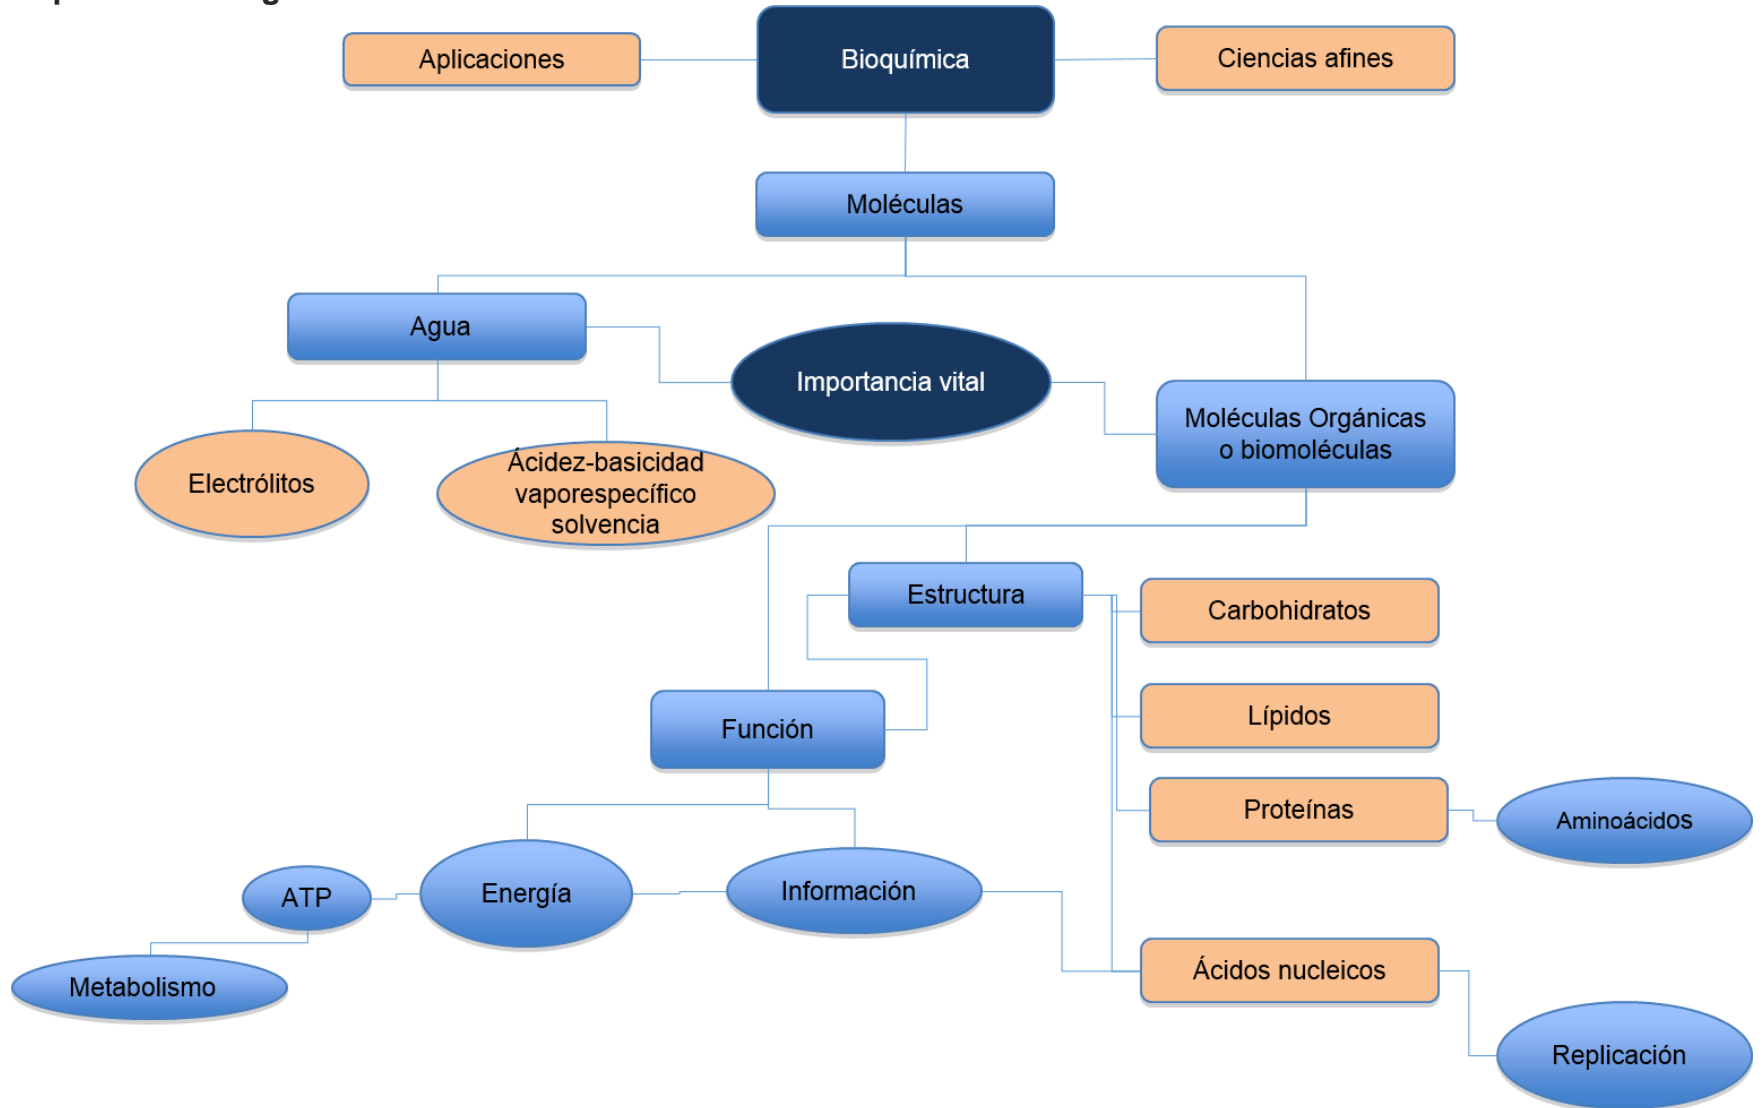 Aplicaciones
Bioquímica
Ciencias afines
Moléculas
Agua
Importancia vital
Moléculas Orgánicas
o biomoléculas
Electrólitos
Ácidez-basicidad
vaporespecífico
solvencia
Estructura
Carbohidratos
Lípidos
Función
Proteínas
Aminoácidos
ATP
Energía
Información
Metabolismo
Ácidos nucleicos
Replicación